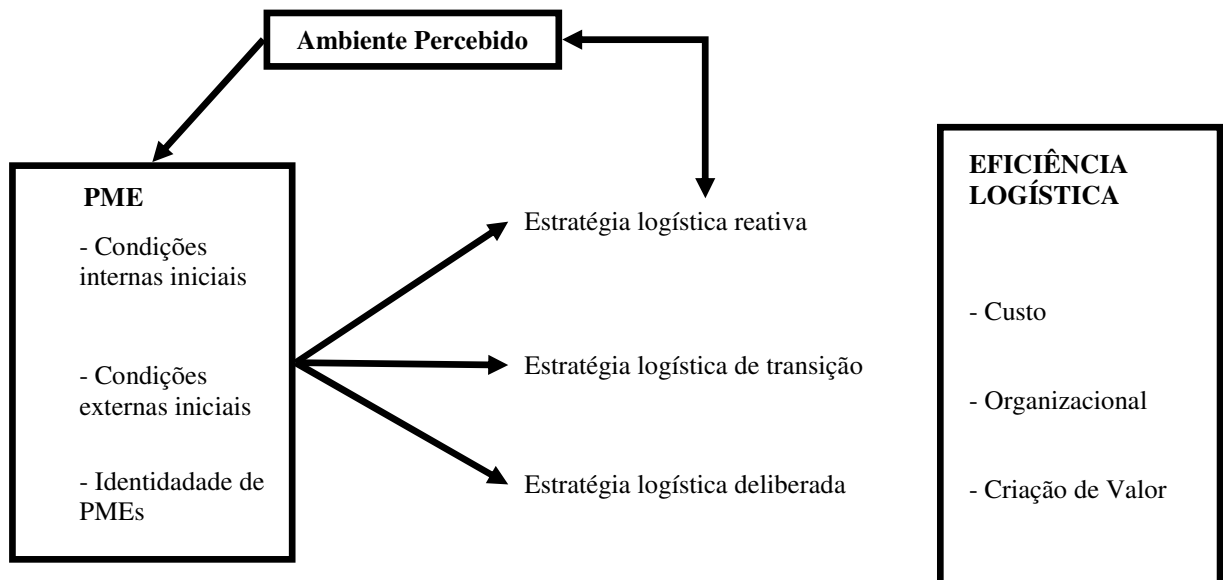 Ambiente Percebido
PME
- Condições
internas iniciais
- Condições
externas iniciais
- Identidadade de
PMEs
Estratégia logística reativa
Estratégia logística de transição
Estratégia logística deliberada
EFICIÊNCIA
LOGÍSTICA
- Custo
- Organizacional
- Criação de Valor